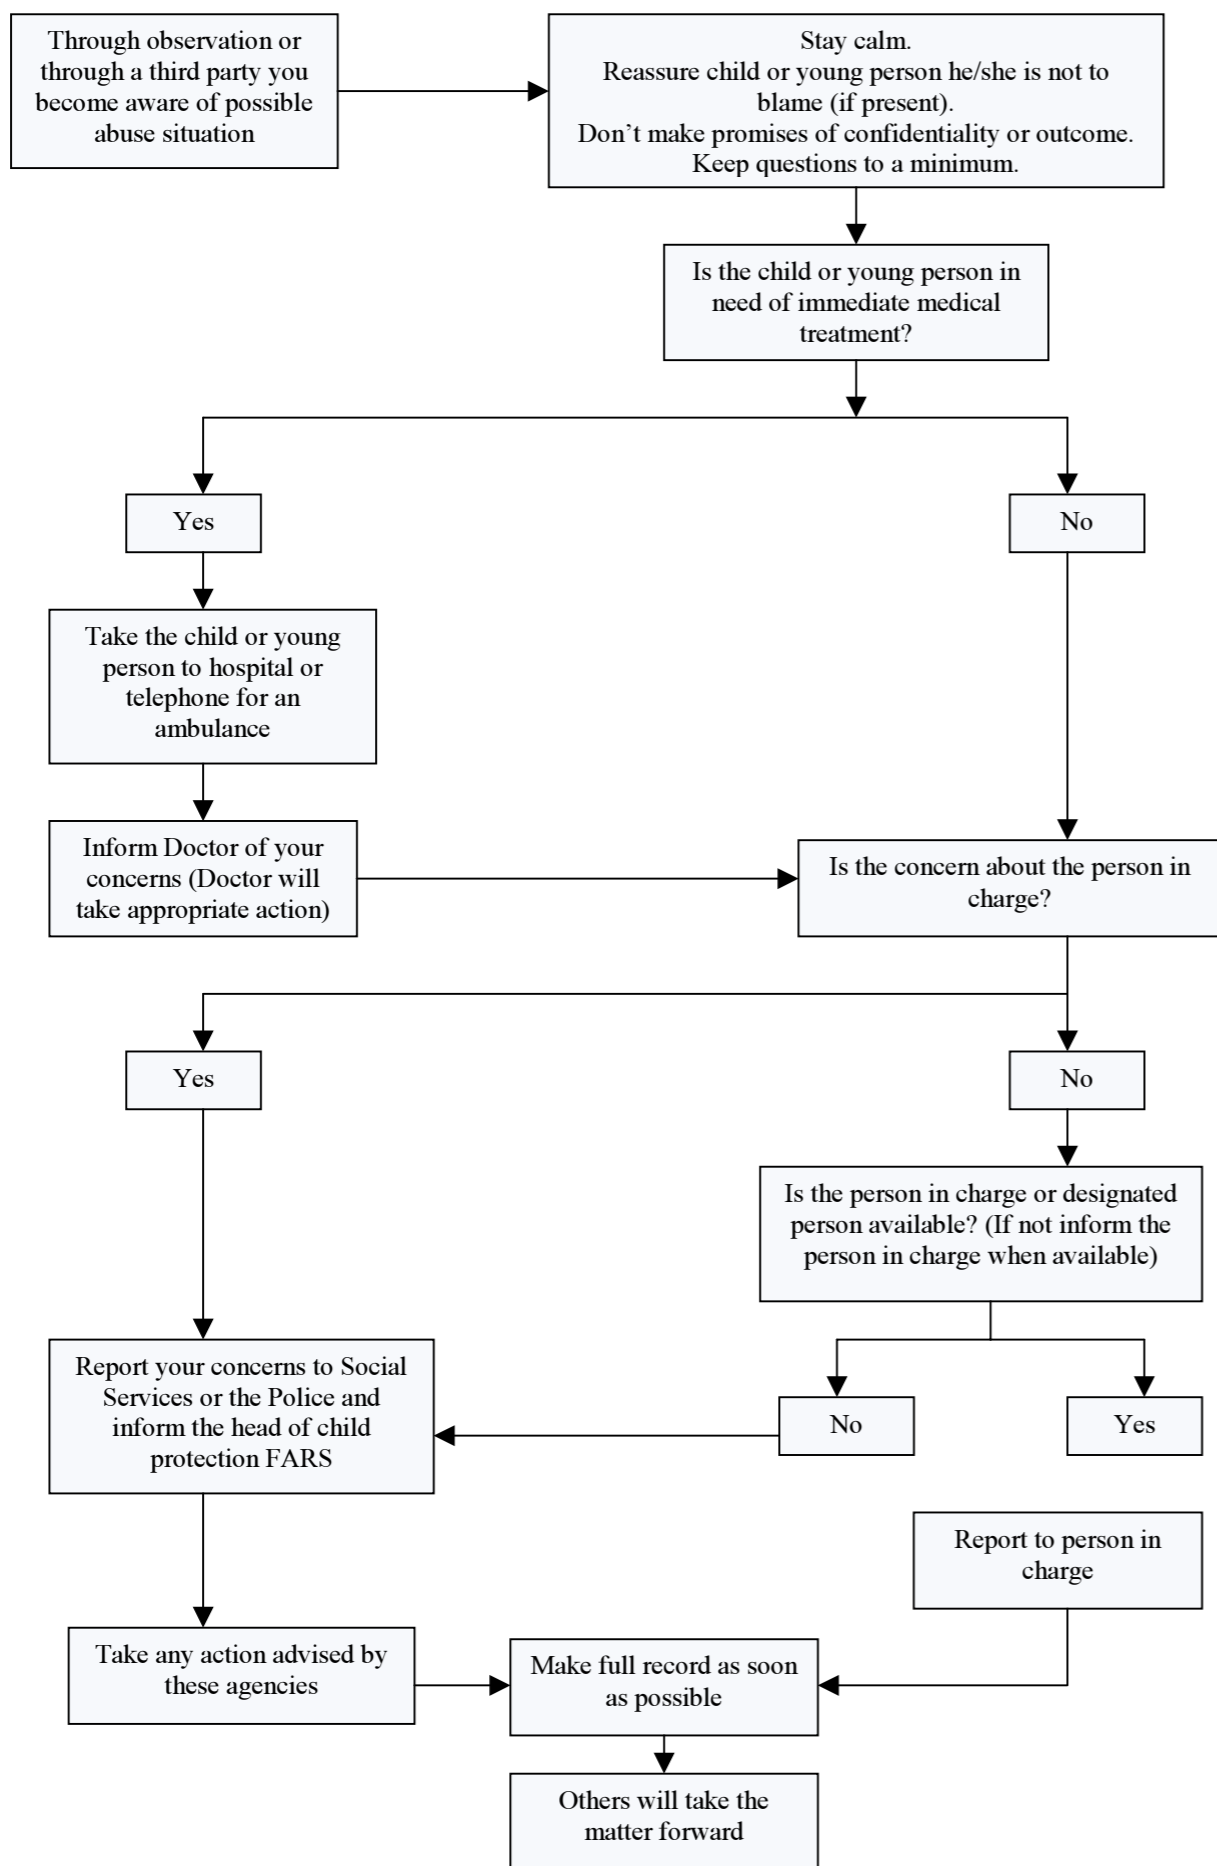 Through observation or
through a third party you
become aware of possible
abuse situation
Stay calm.
Reassure child or young person he/she is not to
blame (if present).
Don’t make promises of confidentiality or outcome.
Keep questions to a minimum.
Is the child or young person in
need of immediate medical
treatment?
Yes
No
Take the child or young
person to hospital or
telephone for an
ambulance
Inform Doctor of your
concerns (Doctor will
take appropriate action)
Is the concern about the person in
charge?
Yes
No
Is the person in charge or designated
person available? (If not inform the
person in charge when available)
Report your concerns to Social
Services or the Police and
inform the head of child
protection FARS
No
Yes
Report to person in
charge
Take any action advised by
these agencies
Make full record as soon
as possible
Others will take the
matter forward